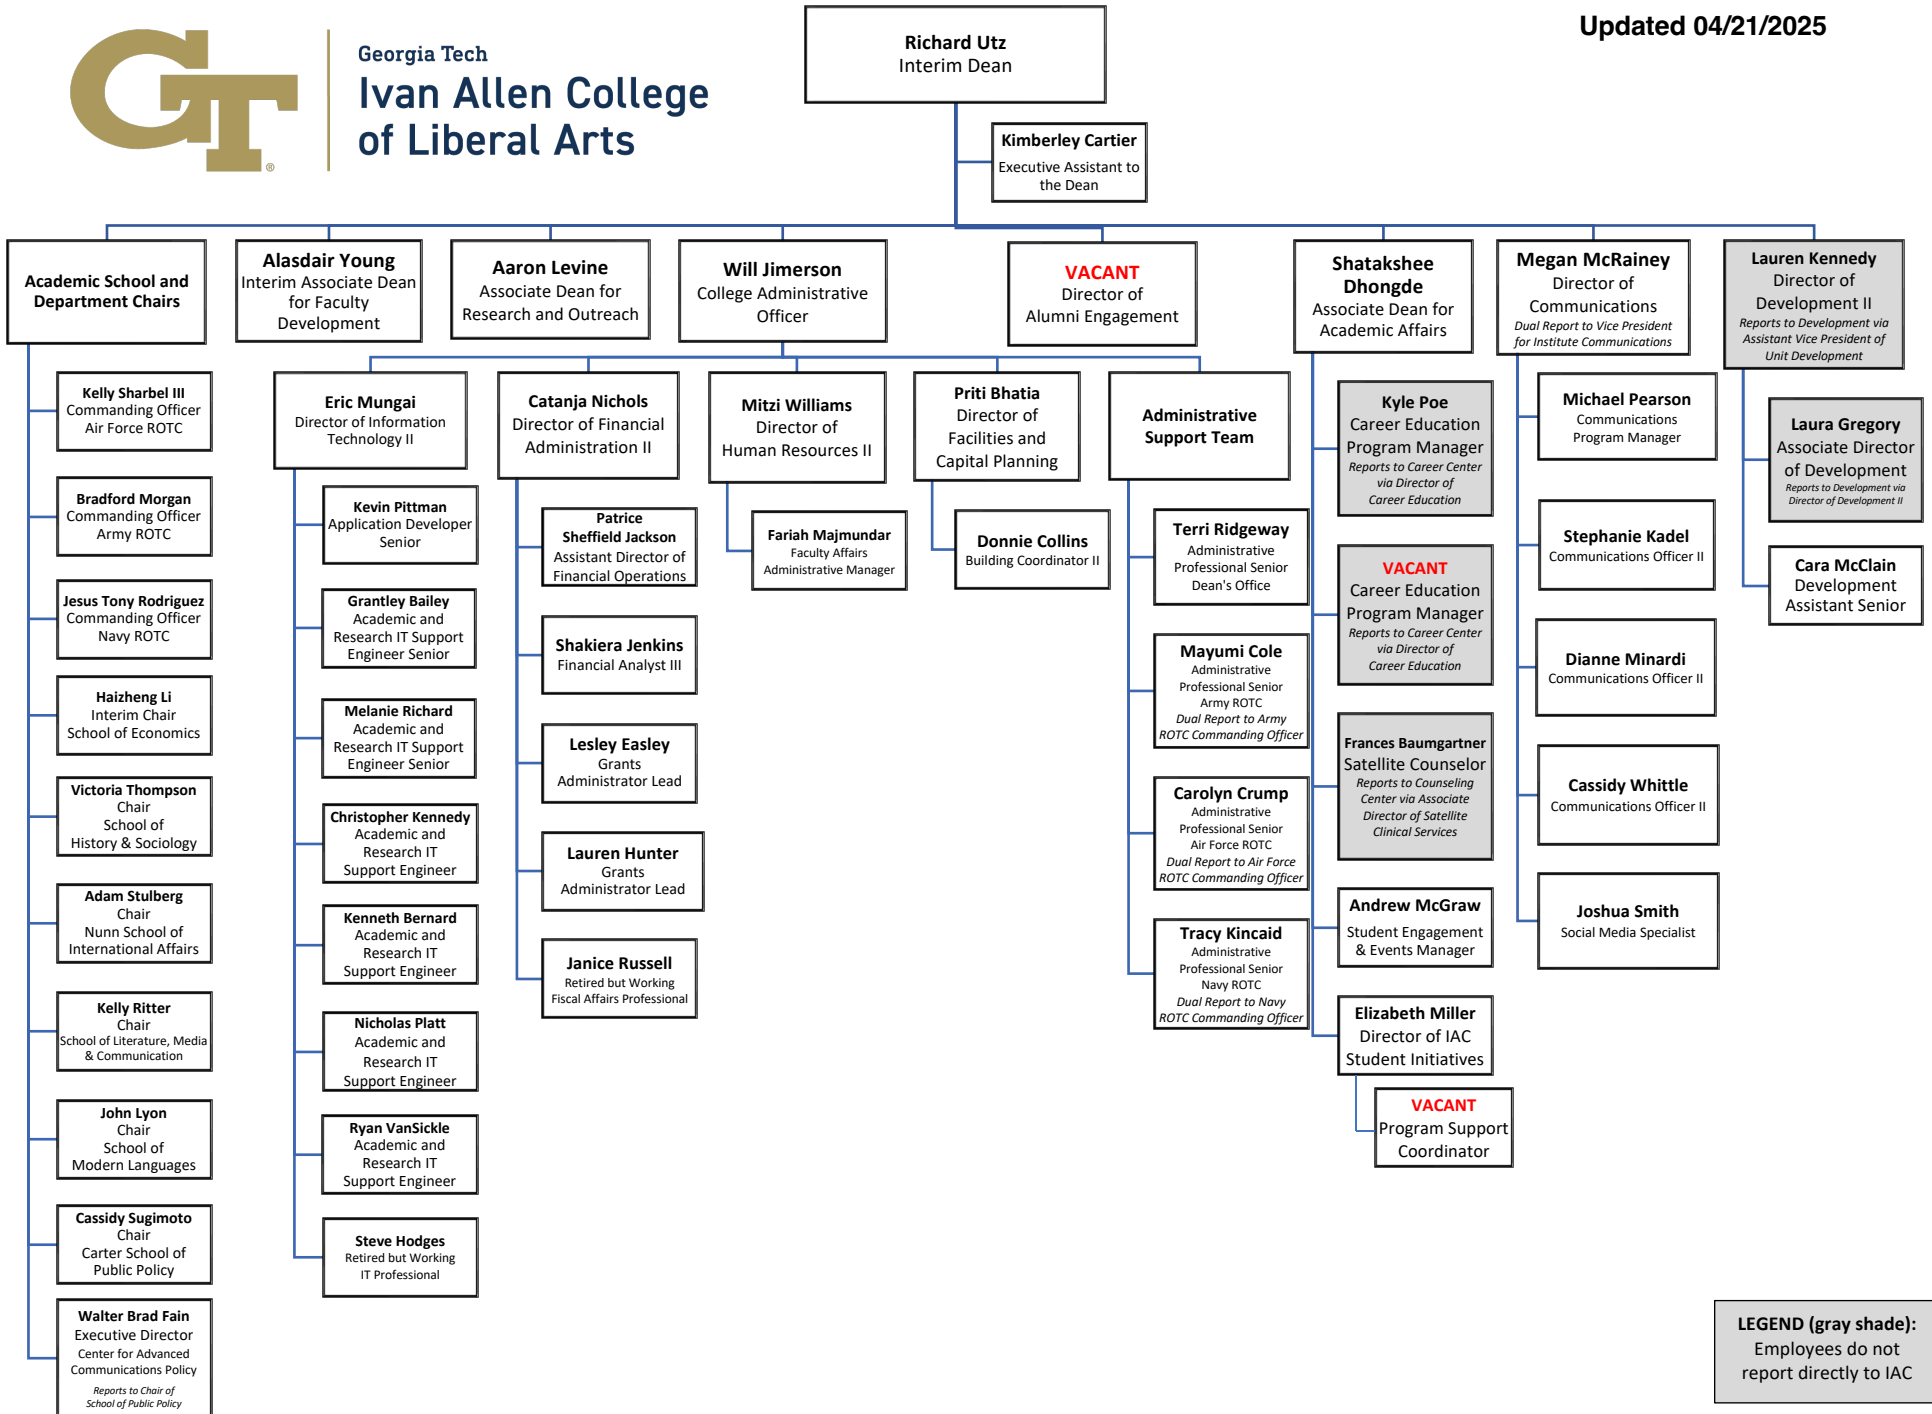 Updated 04/21/2025
GT
®
Georgia Tech
Ivan Allen College
of Liberal Arts
Richard Utz
Interim Dean
Kimberley Cartier
Executive Assistant to
the Dean
Academic School and
Department Chairs
Alasdair Young
Interim Associate Dean
for Faculty
Development
Aaron Levine
Associate Dean for
Research and Outreach
Will Jimerson
College Administrative
Officer
VACANT
Director of
Alumni Engagement
Shatakshee
Dhongde
Associate Dean for
Academic Affairs
Megan McRainey
Director of
Communications
Dual Report to Vice President
for Institute Communications
Lauren Kennedy
Director of
Development II
Reports to Development via
Assistant Vice President of
Unit Development
Kelly Sharbel III
Commanding Officer
Air Force ROTC
Bradford Morgan
Commanding Officer
Army ROTC
Jesus Tony Rodriguez
Commanding Officer
Navy ROTC
Haizheng Li
Interim Chair
School of Economics
Victoria Thompson
Chair
School of
History & Sociology
Adam Stulberg
Chair
Nunn School of
International Affairs
Kelly Ritter
Chair
School of Literature, Media
& Communication
John Lyon
Chair
School of
Modern Languages
Cassidy Sugimoto
Chair
Carter School of
Public Policy
Walter Brad Fain
Executive Director
Center for Advanced
Communications Policy
Reports to Chair of
School of Public Policy
Eric Mungai
Director of Information
Technology II
Kevin Pittman
Application Developer
Senior
Grantley Bailey
Academic and
Research IT Support
Engineer Senior
Melanie Richard
Academic and
Research IT Support
Engineer Senior
Christopher Kennedy
Academic and
Research IT
Support Engineer
Kenneth Bernard
Academic and
Research IT
Support Engineer
Nicholas Platt
Academic and
Research IT
Support Engineer
Ryan VanSickle
Academic and
Research IT
Support Engineer
Steve Hodges
Retired but Working
IT Professional
Catanja Nichols
Director of Financial
Administration II
Patrice
Sheffield Jackson
Assistant Director of
Financial Operations
Shakiera Jenkins
Financial Analyst III
Lesley Easley
Grants
Administrator Lead
Lauren Hunter
Grants
Administrator Lead
Janice Russell
Retired but Working
Fiscal Affairs Professional
Mitzi Williams
Director of
Human Resources II
Fariah Majmundar
Faculty Affairs
Administrative Manager
Priti Bhatia
Director of
Facilities and
Capital Planning
Donnie Collins
Building Coordinator II
Administrative
Support Team
Terri Ridgeway
Administrative
Professional Senior
Dean's Office
Mayumi Cole
Administrative
Professional Senior
Army ROTC
Dual Report to Army
ROTC Commanding Officer
Carolyn Crump
Administrative
Professional Senior
Air Force ROTC
Dual Report to Air Force
ROTC Commanding Officer
Tracy Kincaid
Administrative
Professional Senior
Navy ROTC
Dual Report to Navy
ROTC Commanding Officer
Kyle Poe
Career Education
Program Manager
Reports to Career Center
via Director of
Career Education
VACANT
Career Education
Program Manager
Reports to Career Center
via Director of
Career Education
Frances Baumgartner
Satellite Counselor
Reports to Counseling
Center via Associate
Director of Satellite
Clinical Services
Andrew McGraw
Student Engagement
& Events Manager
Elizabeth Miller
Director of IAC
Student Initiatives
VACANT
Program Support
Coordinator
Michael Pearson
Communications
Program Manager
Stephanie Kadel
Communications Officer II
Dianne Minardi
Communications Officer II
Cassidy Whittle
Communications Officer II
Joshua Smith
Social Media Specialist
Laura Gregory
Associate Director
of Development
Reports to Development via
Director of Development II
Cara McClain
Development
Assistant Senior
LEGEND (gray shade):
Employees do not
report directly to IAC